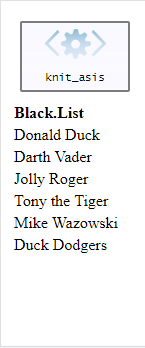 knit_asis
Black.List
Donald Duck
Darth Vader
Jolly Roger
Tony the Tiger
Mike Wazowski
Duck Dodgers